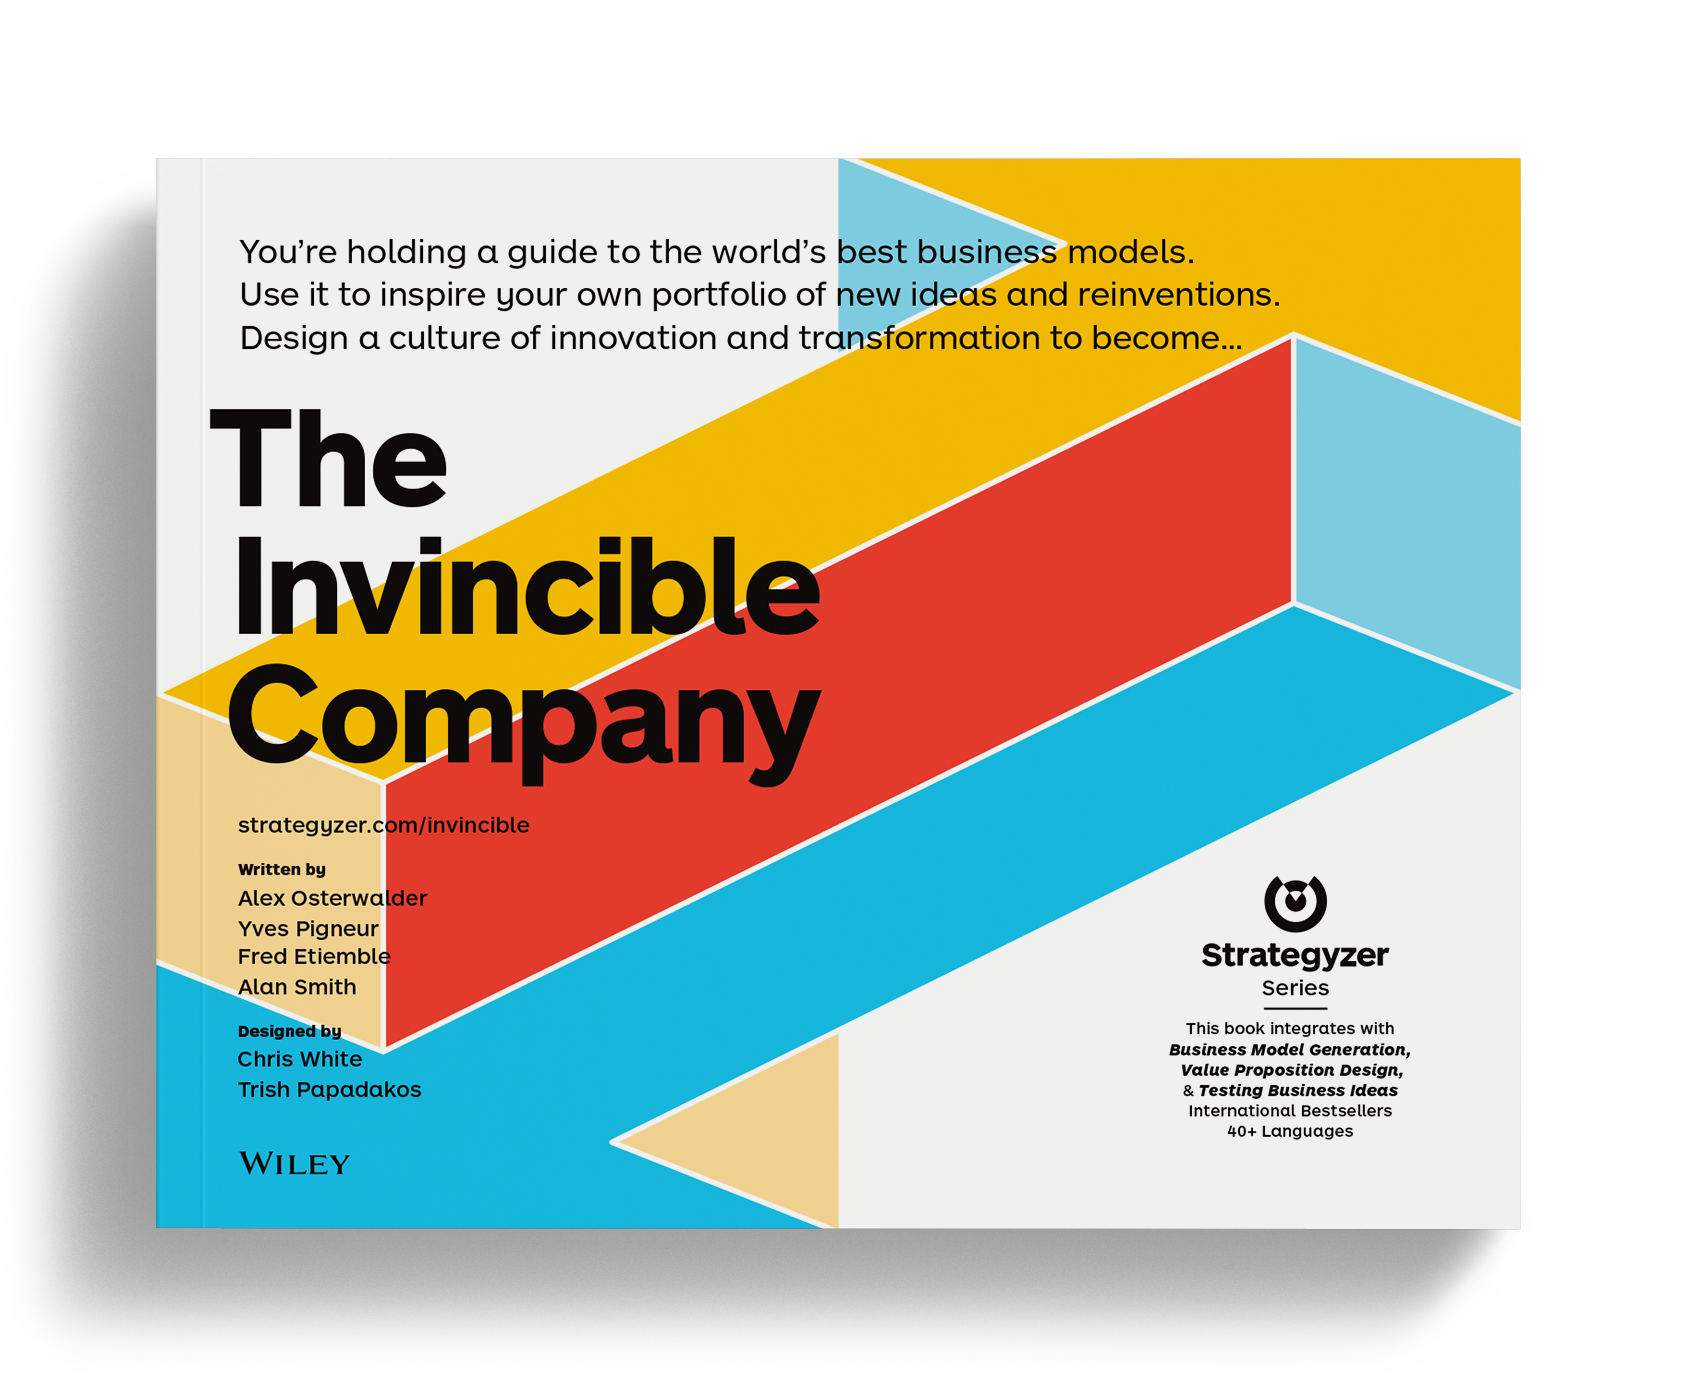 You’re holding a guide to the world’s best business models.
Use it to inspire your own portfolio of new ideas and reinventions.
Design a culture of innovation and transformation to become...
The
Invincible
Company
strategyzer.com/invincible
Written by
Alex Osterwalder
Yves Pigneur
Fred Etiemble
Alan Smith
Designed by
Chris White
Trish Papadakos
WILEY
Strategyzer
Series
This book integrates with
Business Model Generation,
Value Proposition Design,
& Testing Business Ideas
International Bestsellers
40+ Languages